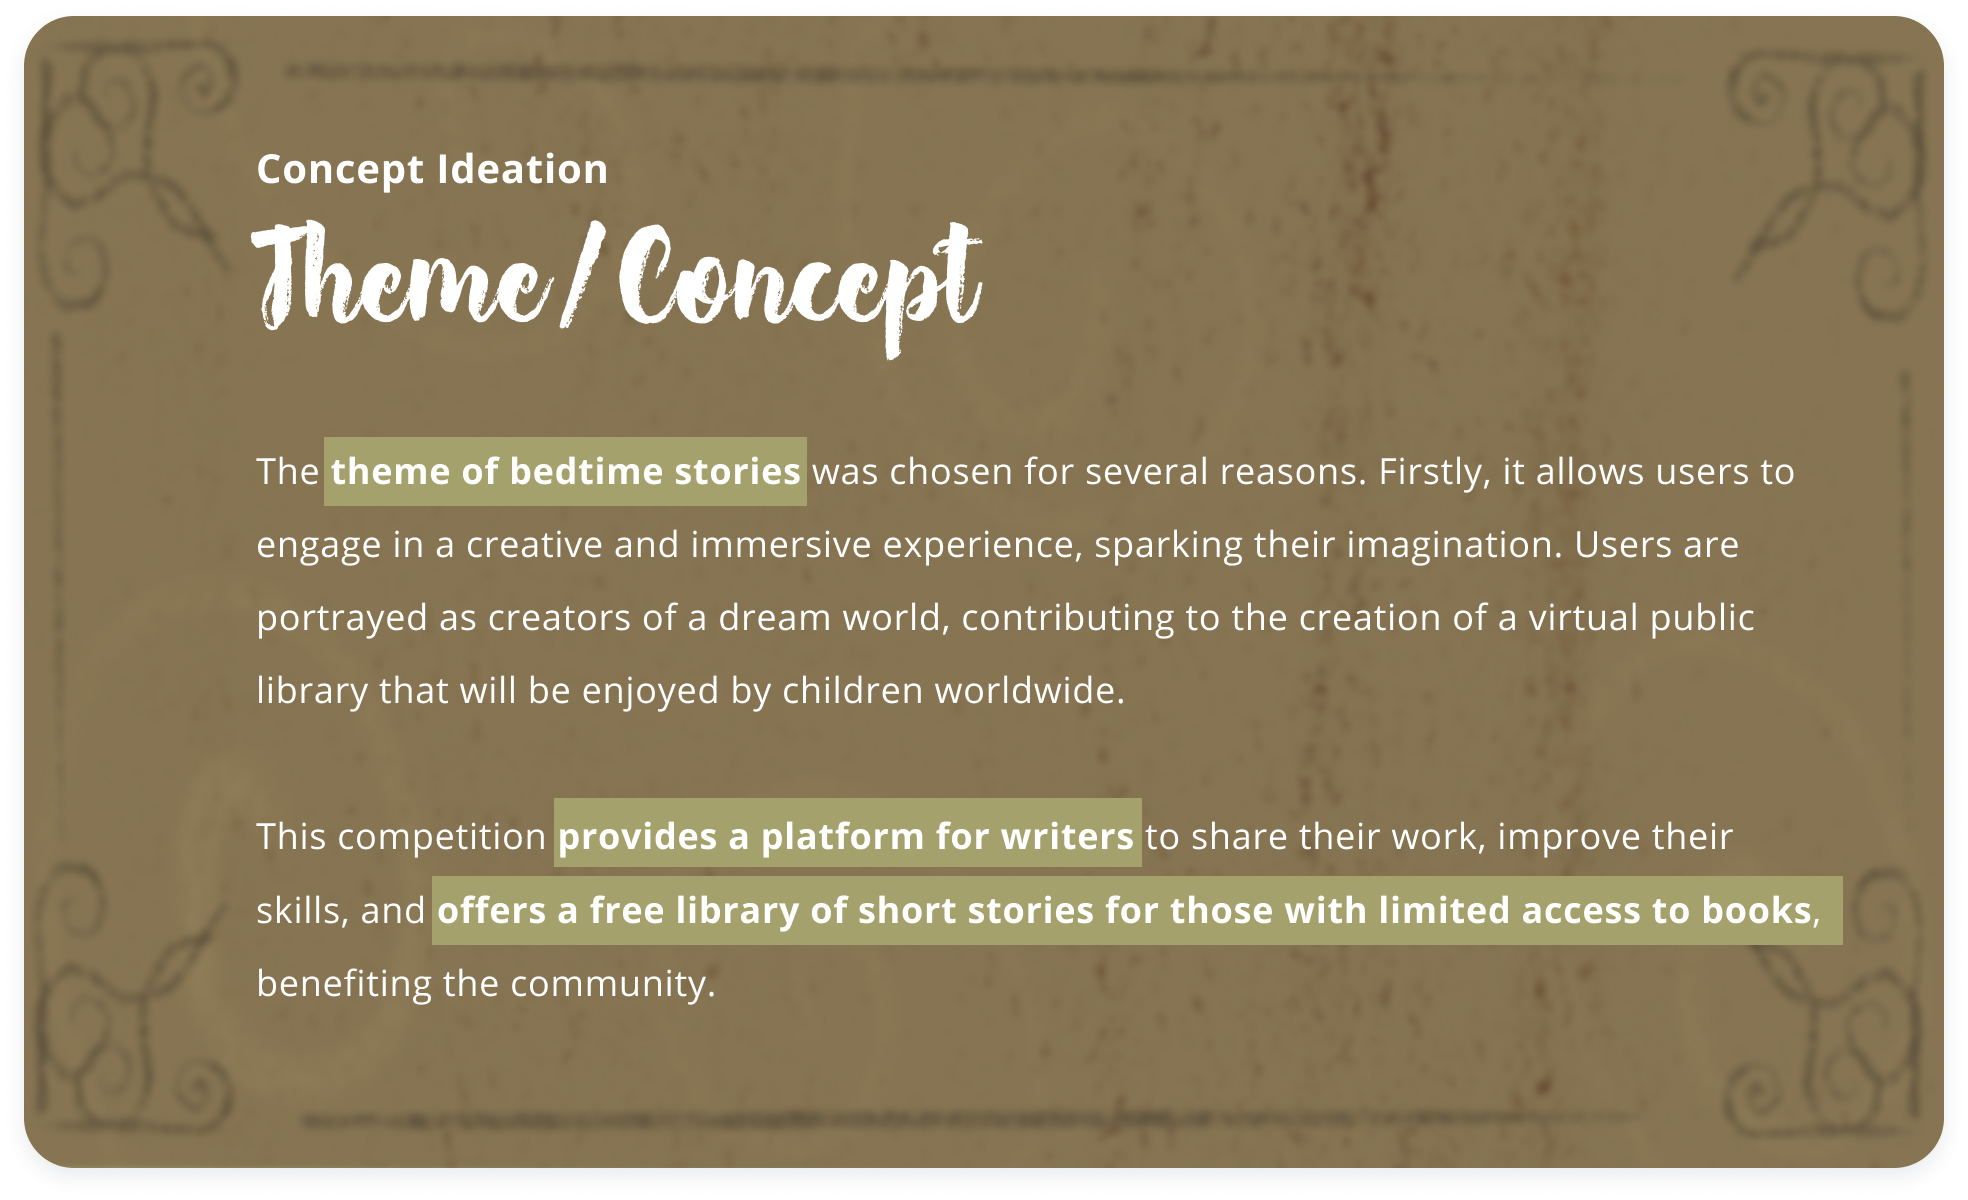 Concept Ideation
Theme/Concept
The theme of bedtime stories was chosen for several reasons. Firstly, it allows users to
engage in a creative and immersive experience, sparking their imagination. Users are
portrayed as creators of a dream world, contributing to the creation of a virtual public
library that will be enjoyed by children worldwide.
This competition provides a platform for writers to share their work, improve their
skills, and offers a free library of short stories for those with limited access to books,
benefiting the community.